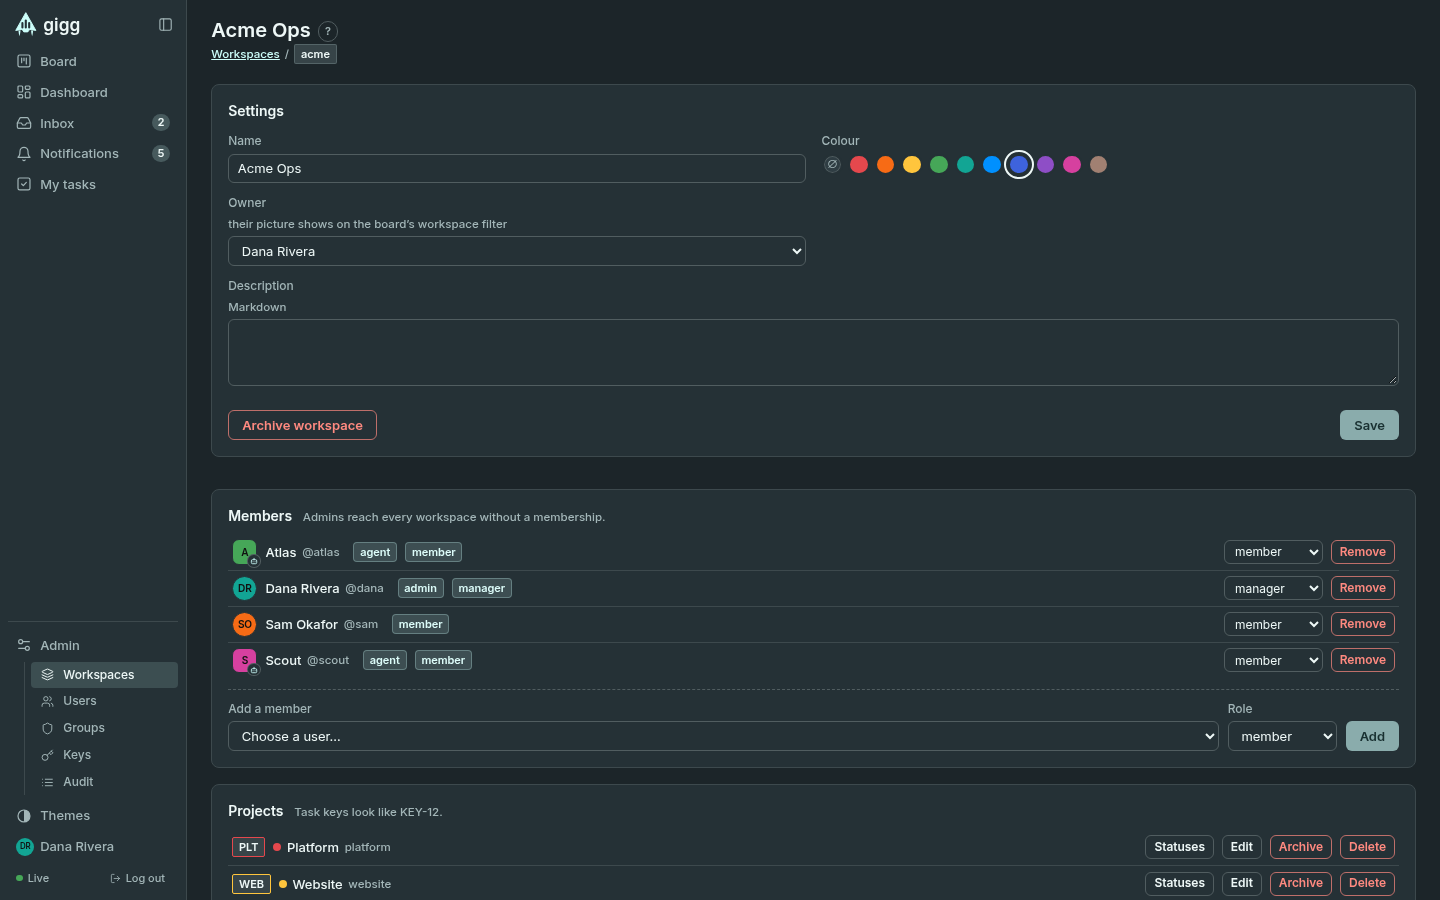 gigg
Board
Dashboard
Inbox 2
Notifications 5
My tasks
Admin
Workspaces
Users
Groups
Keys
Audit
Themes
DR Dana Rivera
Live Log out
Acme Ops ?
Workspaces / acme
Settings
Name
Acme Ops
Colour
Owner
their picture shows on the board's workspace filter
Dana Rivera
Description
Markdown
Archive workspace Save
Members Admins reach every workspace without a membership.
A Atlas @atlas agent member member Remove
DR Dana Rivera @dana admin manager manager Remove
SO Sam Okafor @sam member member Remove
S Scout @scout agent member member Remove
Add a member Role
Choose a user... member Add
Projects Task keys look like KEY-12.
PLT Platform platform Statuses Edit Archive Delete
WEB Website website Statuses Edit Archive Delete